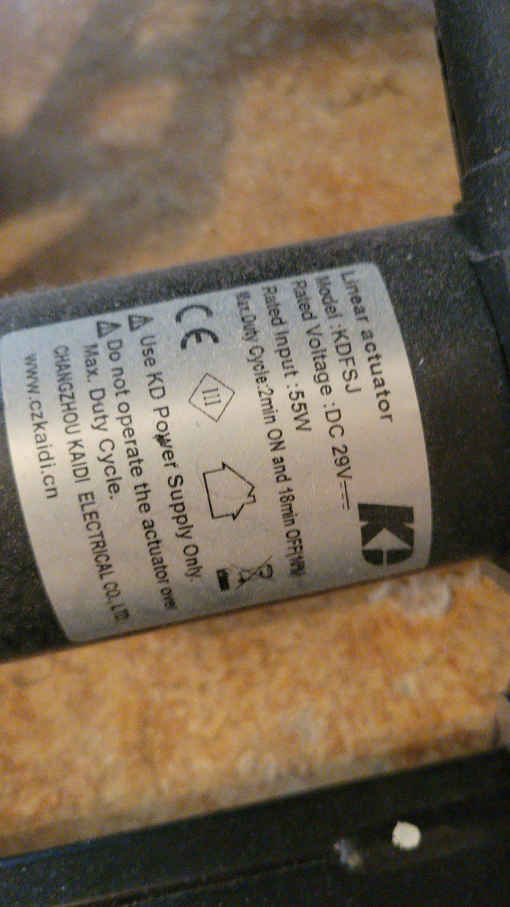 KD
Linear actuator
Model :KDFSJ
Rated Voltage :DC 29V
Rated Input :55W
Max.Duty Cycle:2min ON and 18min OFF
CE
III
Use KD Power Supply Only.
Do not operate the actuator over
Max. Duty Cycle.
CHANGZHOU KAIDI ELECTRICAL CO., LTD.
www.czkaidi.cn